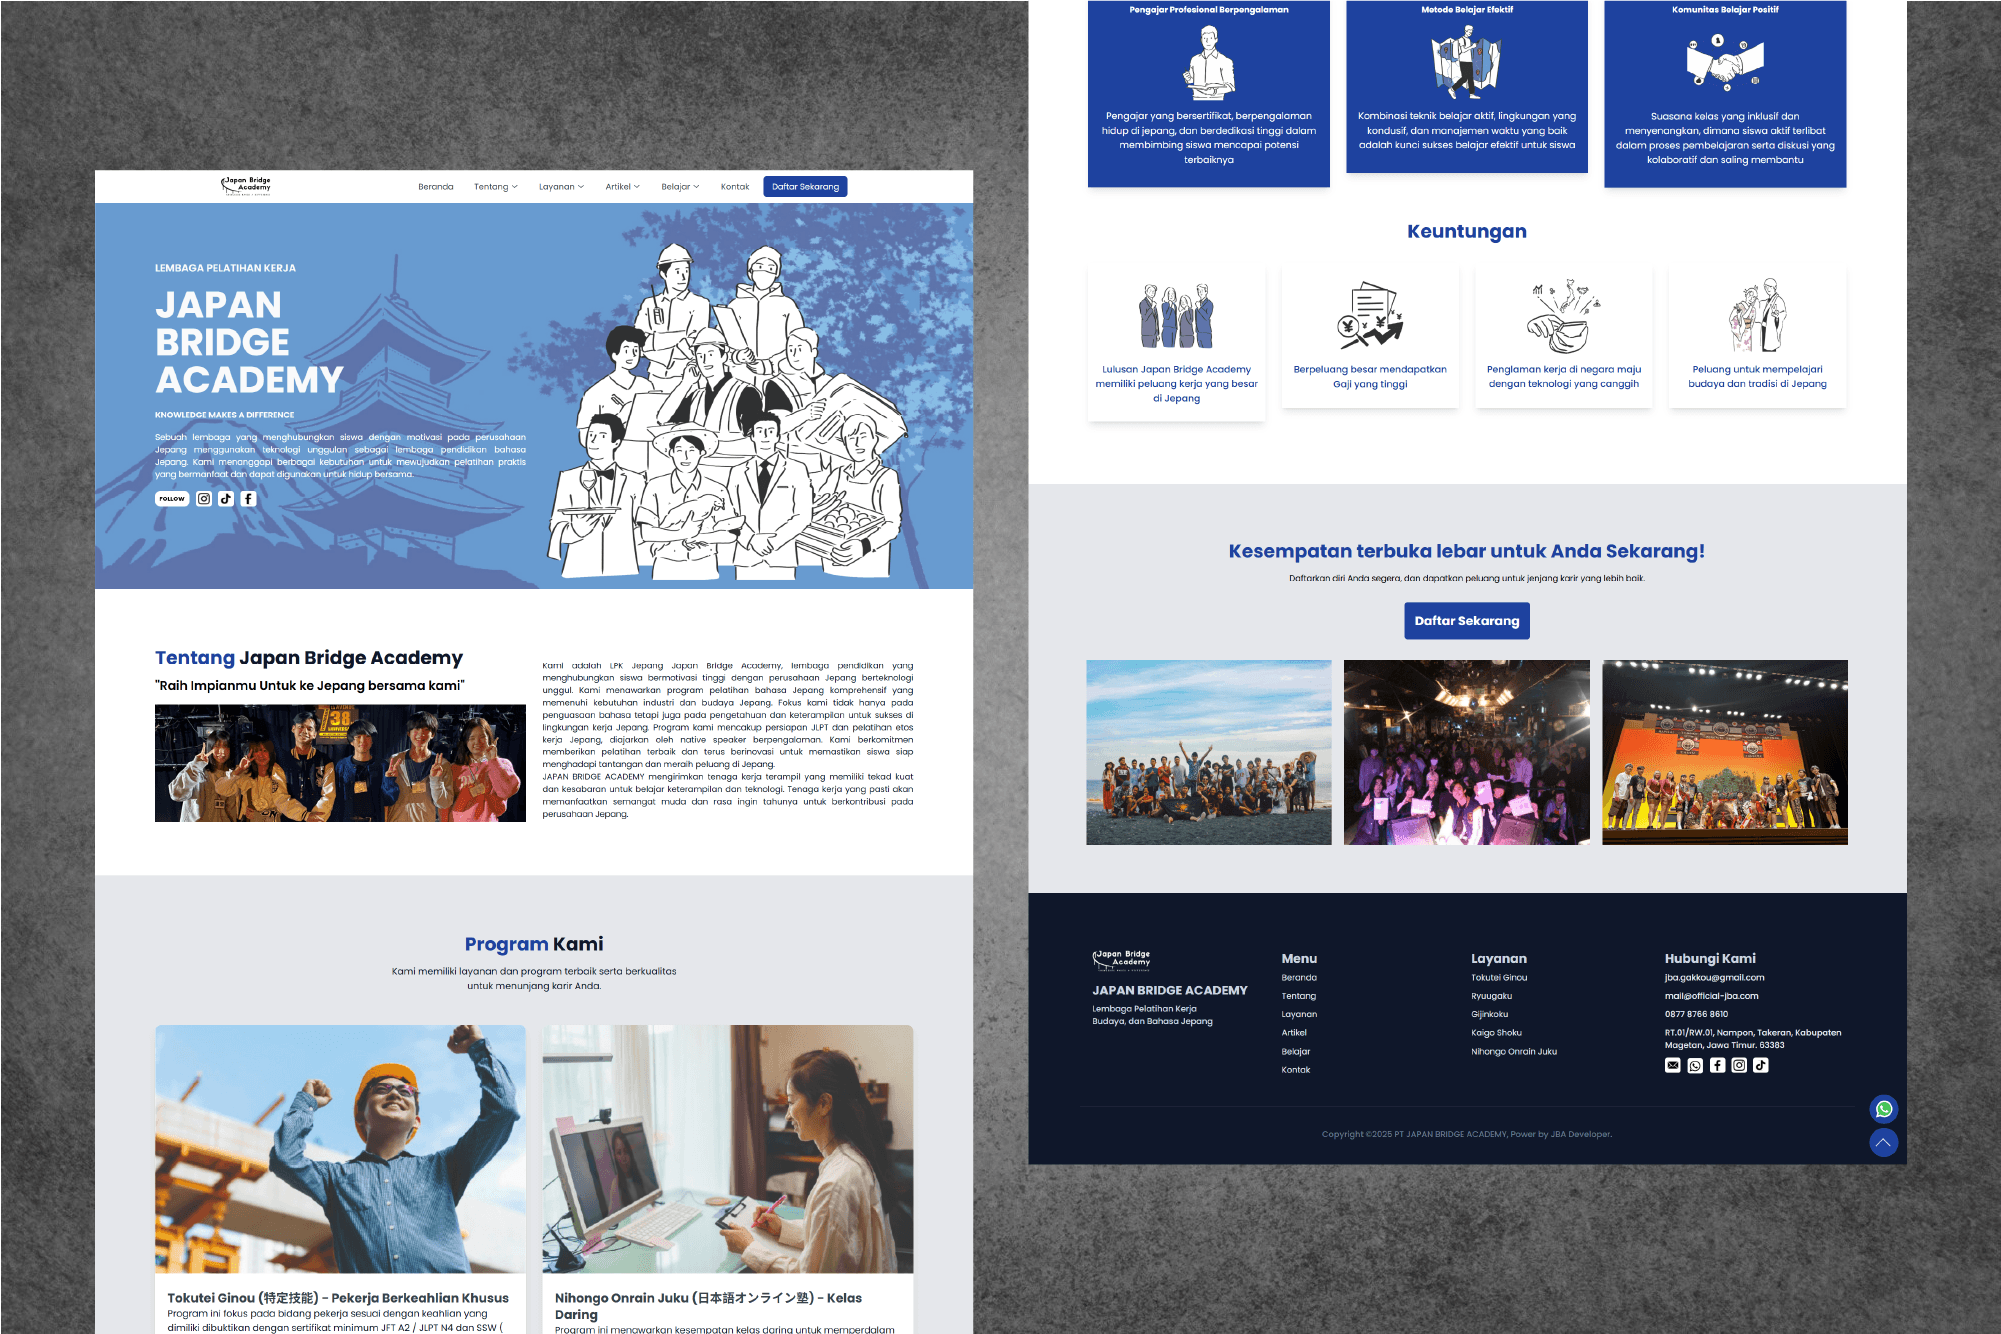 Japan Bridge
Academy
Beranda
Tentang
Layanan
Artikel
Belajar
Kontak
Daftar Sekarang
LEMBAGA PELATIHAN KERJA
JAPAN
BRIDGE
ACADEMY
KNOWLEDGE MAKES A DIFFERENCE
Sebuah lembaga yang menghubungkan siswa dengan motivasi pada perusahaan
Jepang menggunakan teknologi unggulan sebagai lembaga pendidikan bahasa
Jepang. Kami menanggapi berbagai kebutuhan untuk mewujudkan pelatihan praktis
yang bermanfaat dan dapat digunakan untuk hidup bersama.
FOLLOW
Tentang Japan Bridge Academy
"Raih Impianmu Untuk ke Jepang bersama kami"
38
Kami adalah LPK Jepang Japan Bridge Academy, lembaga pendidikan yang
menghubungkan siswa bermotivasi tinggi dengan perusahaan Jepang berteknologi
unggul. Kami menawarkan program pelatihan bahasa Jepang komprehensif yang
memenuhi kebutuhan industri dan budaya Jepang. Fokus kami tidak hanya pada
penguasaan bahasa tetapi juga pada pengetahuan dan keterampilan untuk sukses di
lingkungan kerja Jepang. Program kami mencakup persiapan JLPT dan pelatihan etos
kerja Jepang, diajarkan oleh native speaker berpengalaman. Kami berkomitmen
memberikan pelatihan terbaik dan terus berinovasi untuk memastikan siswa siap
menghadapi tantangan dan meraih peluang di Jepang.
JAPAN BRIDGE ACADEMY mengirimkan tenaga kerja terampil yang memiliki tekad kuat
dan kesabaran untuk belajar keterampilan dan teknologi. Tenaga kerja yang pasti akan
memanfaatkan semangat muda dan rasa ingin tahunya untuk berkontribusi pada
perusahaan Jepang.
Program Kami
Kami memiliki layanan dan program terbaik serta berkualitas
untuk menunjang karir Anda.
Tokutei Ginou (特定技能) - Pekerja Berkeahlian Khusus
Program ini fokus pada bidang pekerja sesuai dengan keahlian yang
dimiliki dibuktikan dengan sertifikat minimum JFT A2 / JLPT N4 dan SSW (
Nihongo Onrain Juku (日本語オンライン塾) - Kelas
Daring
Program ini menawarkan kesempatan kelas daring untuk memperdalam
Pengajar Profesional Berpengalaman
Pengajar yang bersertifikat, berpengalaman
hidup di jepang, dan berdedikasi tinggi dalam
membimbing siswa mencapai potensi
terbaiknya
Metode Belajar Efektif
Kombinasi teknik belajar aktif, lingkungan yang
kondusif, dan manajemen waktu yang baik
adalah kunci sukses belajar efektif untuk siswa
Komunitas Belajar Positif
Suasana kelas yang inklusif dan
menyenangkan, dimana siswa aktif terlibat
dalam proses pembelajaran serta diskusi yang
kolaboratif dan saling membantu
Keuntungan
Lulusan Japan Bridge Academy
memiliki peluang kerja yang besar
di Jepang
Berpeluang besar mendapatkan
Gaji yang tinggi
Penglaman kerja di negara maju
dengan teknologi yang canggih
Peluang untuk mempelajari
budaya dan tradisi di Jepang
Kesempatan terbuka lebar untuk Anda Sekarang!
Daftarkan diri Anda segera, dan dapatkan peluang untuk jenjang karir yang lebih baik.
Daftar Sekarang
Japan Bridge
Academy
JAPAN BRIDGE ACADEMY
Lembaga Pelatihan Kerja
Budaya, dan Bahasa Jepang
Menu
Beranda
Tentang
Layanan
Artikel
Belajar
Kontak
Layanan
Tokutei Ginou
Ryuugaku
Gijinkoku
Kaigo Shoku
Nihongo Onrain Juku
Hubungi Kami
jba.gakkou@gmail.com
mail@official-jba.com
0877 8766 8610
RT.01/RW.01, Nampon, Takeran, Kabupaten
Magetan, Jawa Timur. 63383
Copyright ©2025 PT JAPAN BRIDGE ACADEMY, Power by JBA Developer.